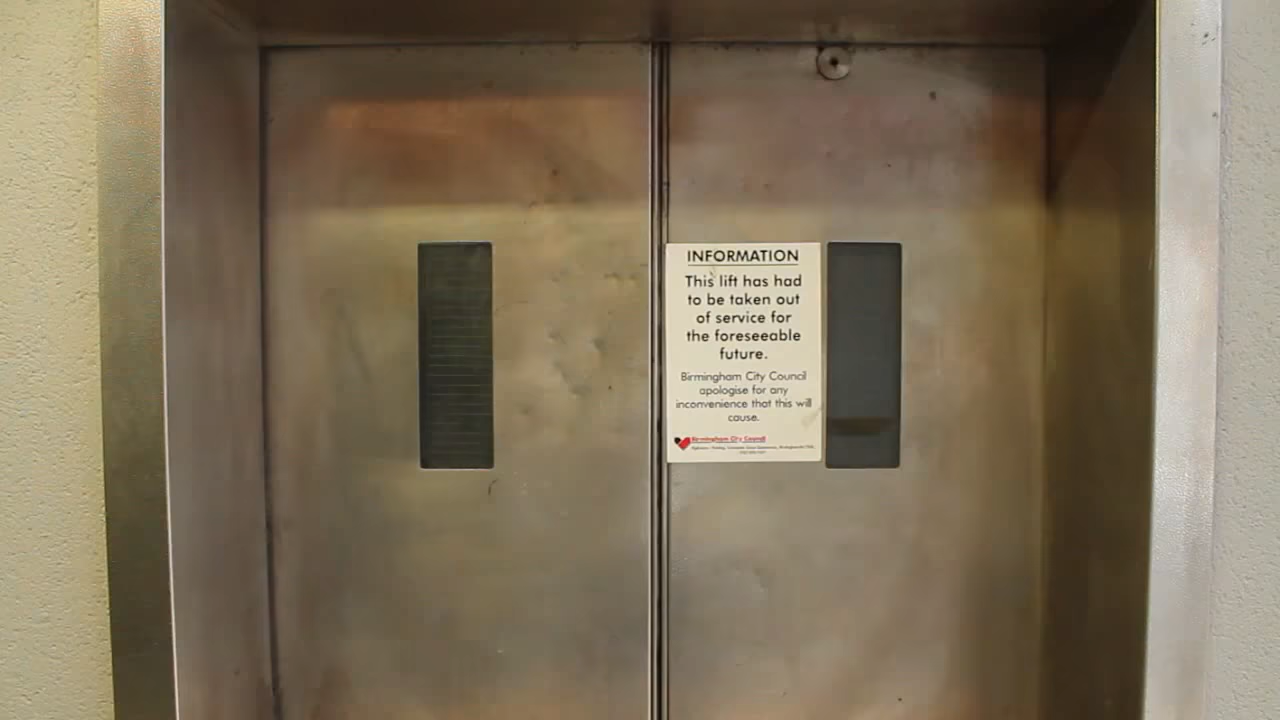 INFORMATION
This lift has had
to be taken out
of service for
the foreseeable
future.
Birmingham City Council
apologise for any
inconvenience that this will
cause.
Birmingham City Council